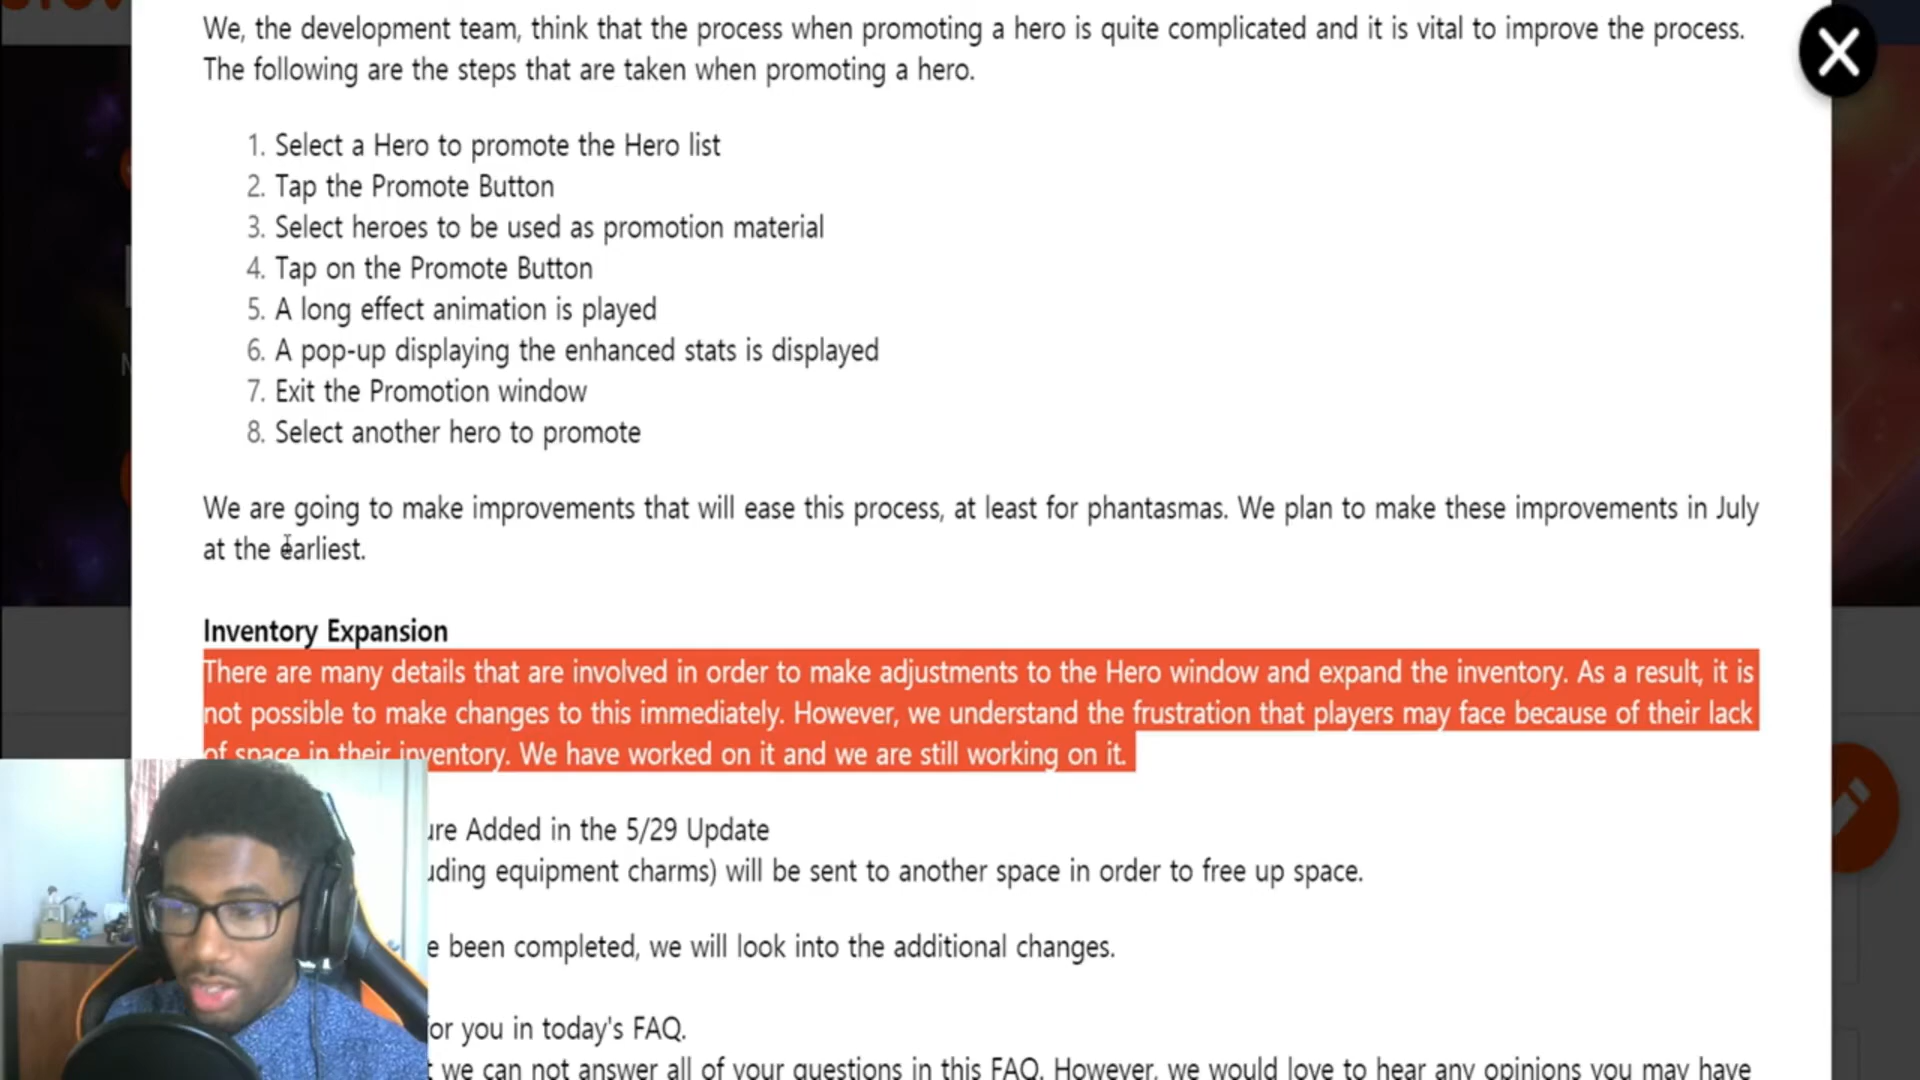 We, the development team, think that the process when promoting a hero is quite complicated and it is vital to improve the process.
The following are the steps that are taken when promoting a hero.
1. Select a Hero to promote the Hero list
2. Tap the Promote Button
3. Select heroes to be used as promotion material
4. Tap on the Promote Button
5. A long effect animation is played
6. A pop-up displaying the enhanced stats is displayed
7. Exit the Promotion window
8. Select another hero to promote
We are going to make improvements that will ease this process, at least for phantasmas. We plan to make these improvements in July
at the earliest.
Inventory Expansion
There are many details that are involved in order to make adjustments to the Hero window and expand the inventory. As a result, it is
not possible to make changes to this immediately. However, we understand the frustration that players may face because of their lack
of space in their inventory. We have worked on it and we are still working on it.
Added in the 5/29 Update
equipment charms) will be sent to another space in order to free up space.
been completed, we will look into the additional changes.
for you in today's FAQ.
we can not answer all of your questions in this FAQ. However, we would love to hear any opinions you may have